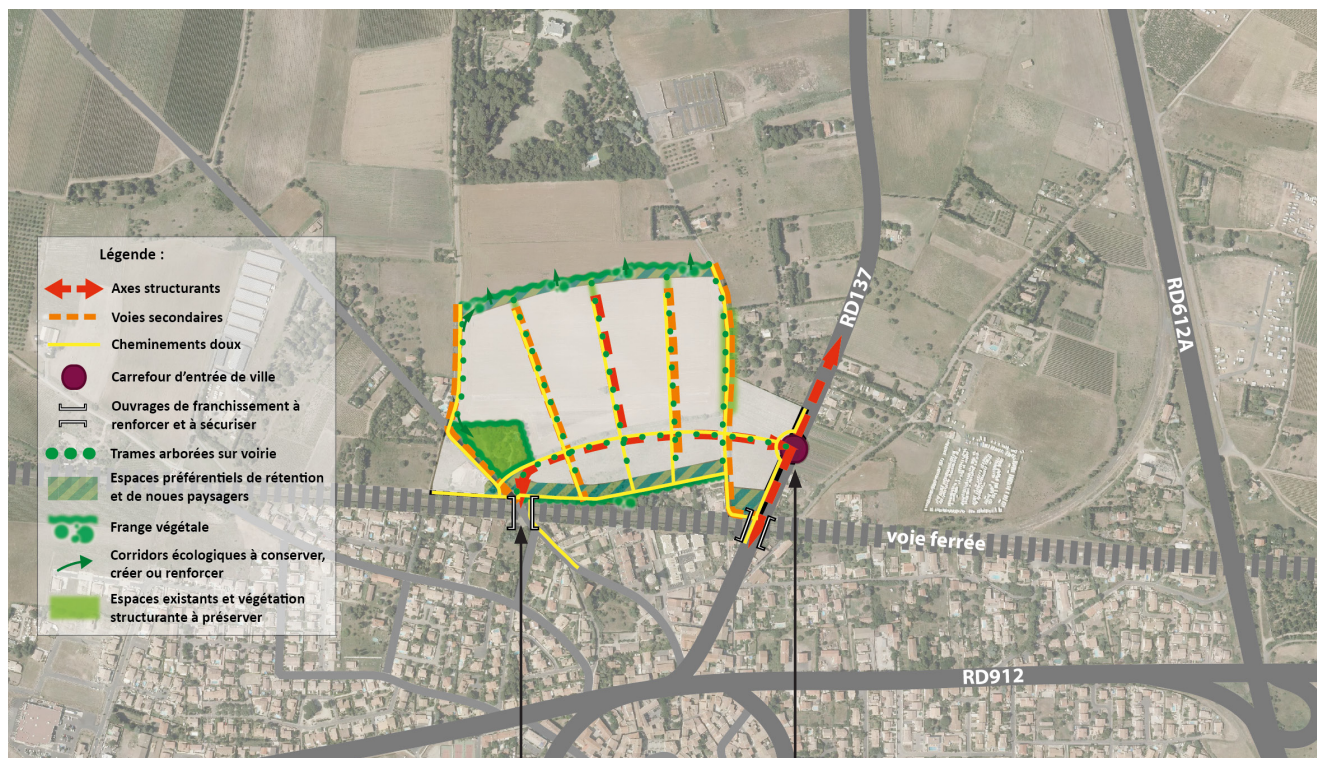 Légende :
Axes structurants
Voies secondaires
Cheminements doux
Carrefour d'entrée de ville
Ouvrages de franchissement à
renforcer et à sécuriser
Trames arborées sur voirie
Espaces préférentiels de rétention
et de noues paysagers
Frange végétale
Corridors écologiques à conserver,
créer ou renforcer
Espaces existants et végétation
structurante à préserver
RD137
RD612A
voie ferrée
RD912